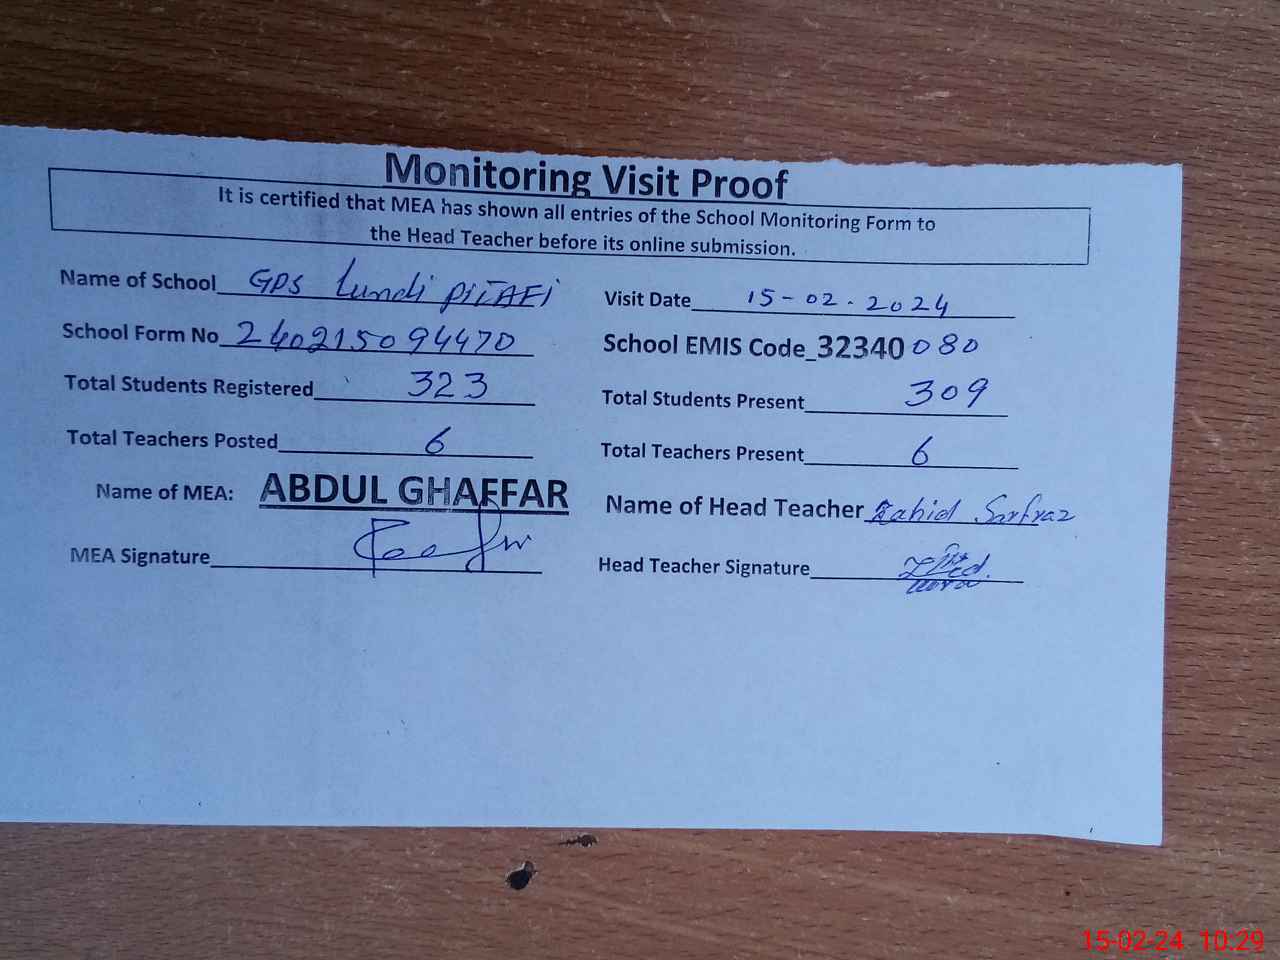 Monitoring Visit Proof
It is certified that MEA has shown all entries of the School Monitoring Form to
the Head Teacher before its online submission.
Name of School GPS Lundi PITAFI
Visit Date 15-02-2024
School Form No 240215094470
School EMIS Code 32340080
Total Students Registered 323
Total Students Present 309
Total Teachers Posted 6
Total Teachers Present 6
Name of MEA: ABDUL GHAFFAR
Name of Head Teacher Zahid Sarfraz
MEA Signature
Head Teacher Signature
15-02-24 10:29